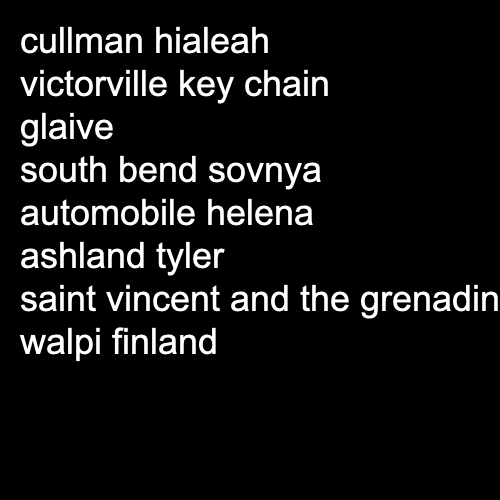 cullman hialeah
victorville key chain
glaive
south bend sovnya
automobile helena
ashland tyler
saint vincent and the grenadin
walpi finland